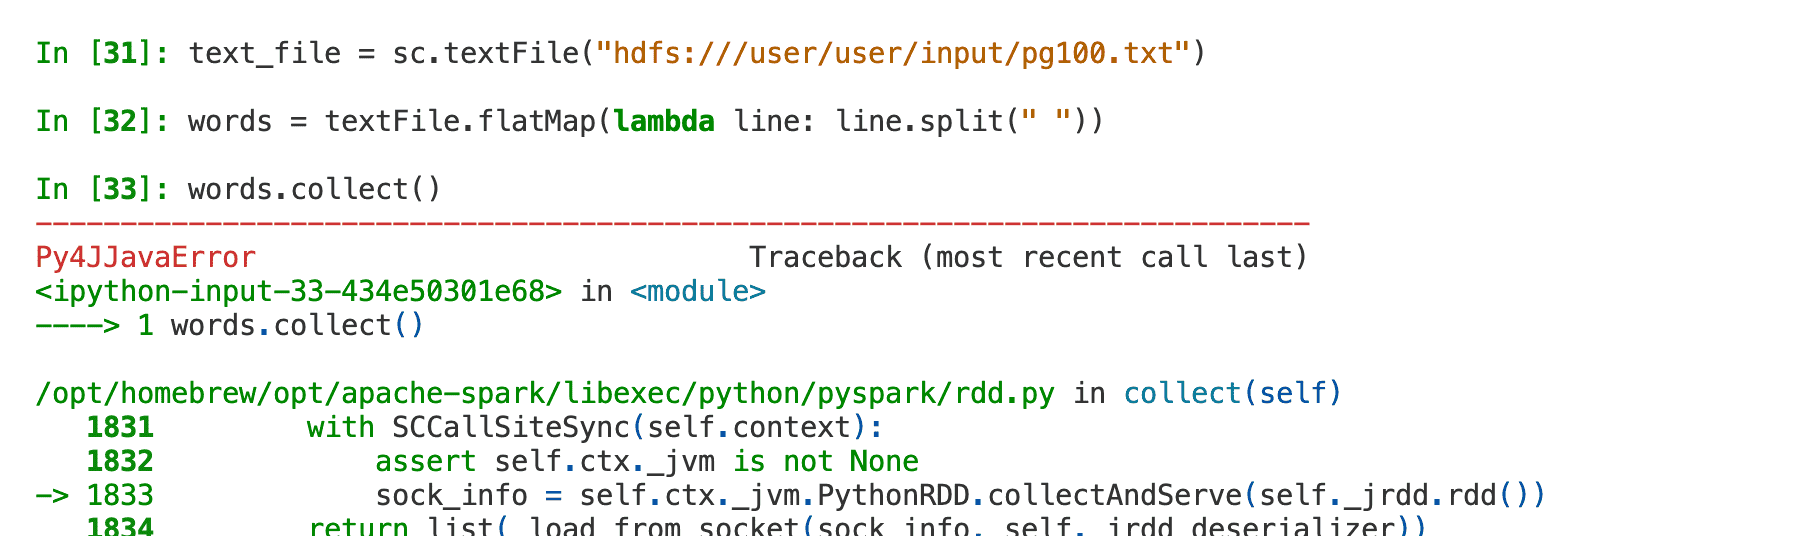 In [31]: text_file = sc.textFile("hdfs:///user/user/input/pg100.txt")
In [32]: words = textFile.flatMap(lambda line: line.split(" "))
In [33]: words.collect()
---------------------------------------------------------------------------
Py4JJavaError                             Traceback (most recent call last)
<ipython-input-33-434e50301e68> in <module>
----> 1 words.collect()
/opt/homebrew/opt/apache-spark/libexec/python/pyspark/rdd.py in collect(self)
   1831         with SCCallSiteSync(self.context):
   1832             assert self.ctx._jvm is not None
-> 1833             sock_info = self.ctx._jvm.PythonRDD.collectAndServe(self._jrdd.rdd())
   1834         return list(_load_from_socket(sock_info, self._jrdd_deserializer))